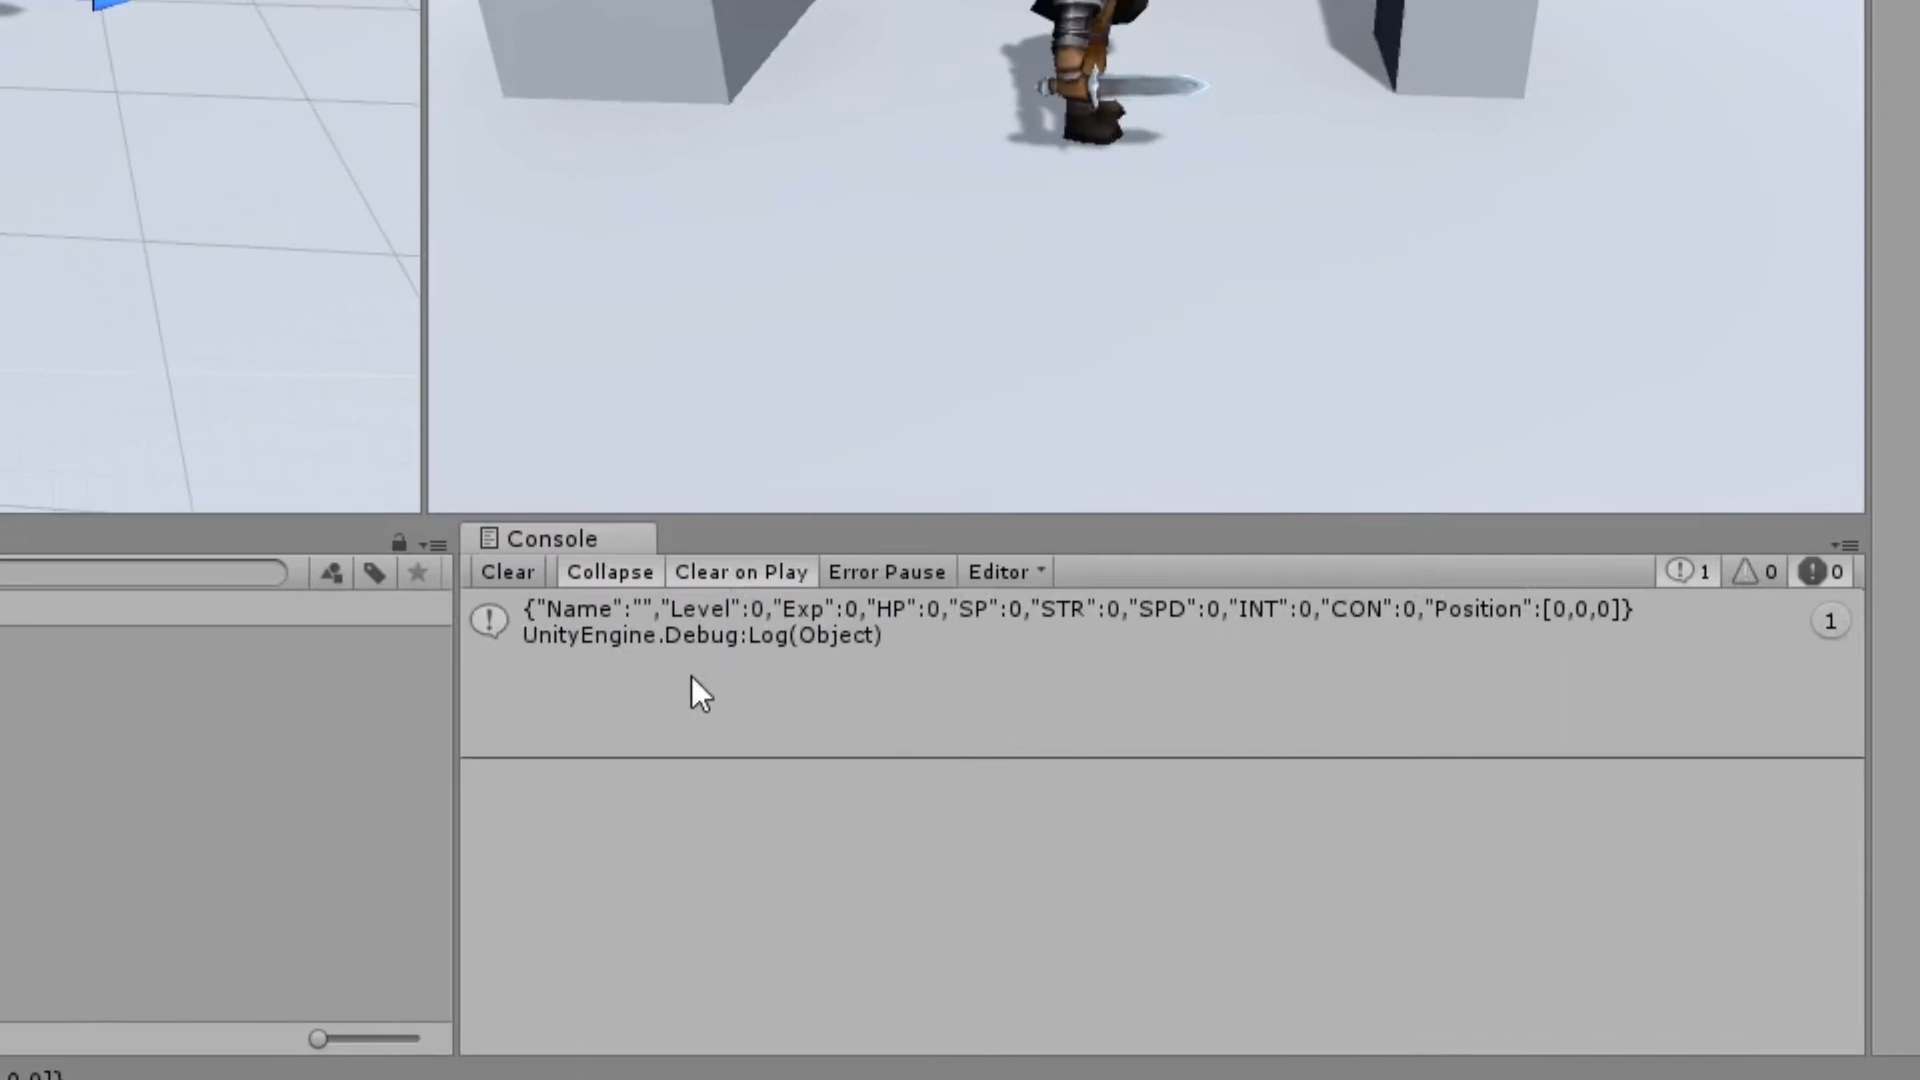 Console
Clear Collapse Clear on Play Error Pause Editor 1 0 0
{"Name":"","Level":0,"Exp":0,"HP":0,"SP":0,"STR":0,"SPD":0,"INT":0,"CON":0,"Position":[0,0,0]}
UnityEngine.Debug:Log(Object)
1